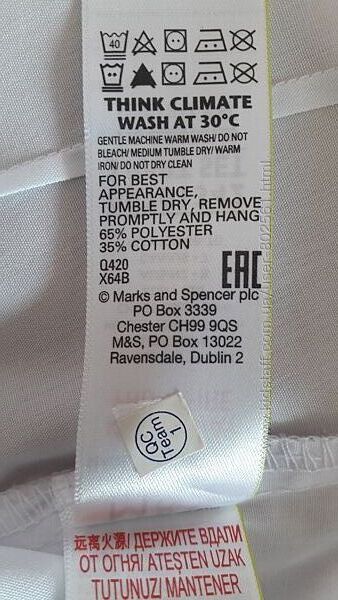 40
THINK CLIMATE
WASH AT 30°C
GENTLE MACHINE WARM WASH/ DO NOT
BLEACH/ MEDIUM TUMBLE DRY/ WARM
IRON/ DO NOT DRY CLEAN
FOR BEST
APPEARANCE,
TUMBLE DRY, REMOVE
PROMPTLY AND HANG
65% POLYESTER
35% COTTON
Q420
X64B
EAC
© Marks and Spencer plc
PO Box 3339
Chester CH99 9QS
M&S, PO Box 13022
Ravensdale, Dublin 2
QC
Team
1
远离火源/ ДЕРЖИТЕ ВДАЛИ
ОТ ОГНЯ/ ATEŞTEN UZAK
TUTUNUZ/ MANTENER